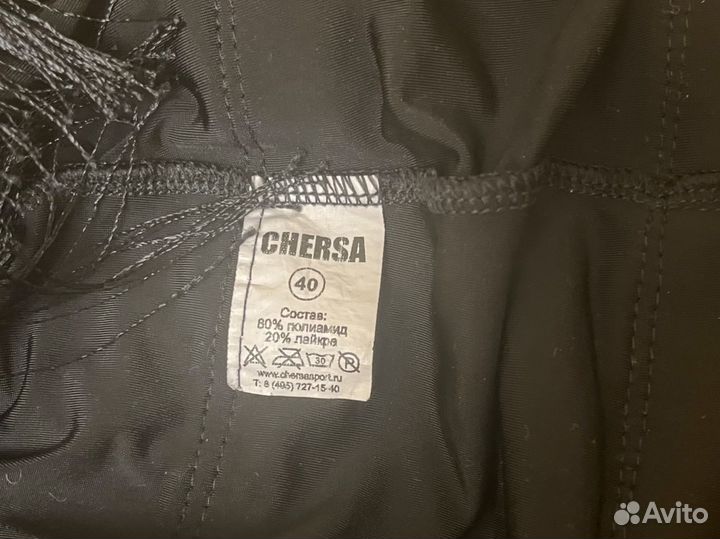 CHERSA
40
Состав:
80% полиамид
20% лайкра
30 P
www.chersasport.ru
Т: 8 (495) 727-15-40
Avito